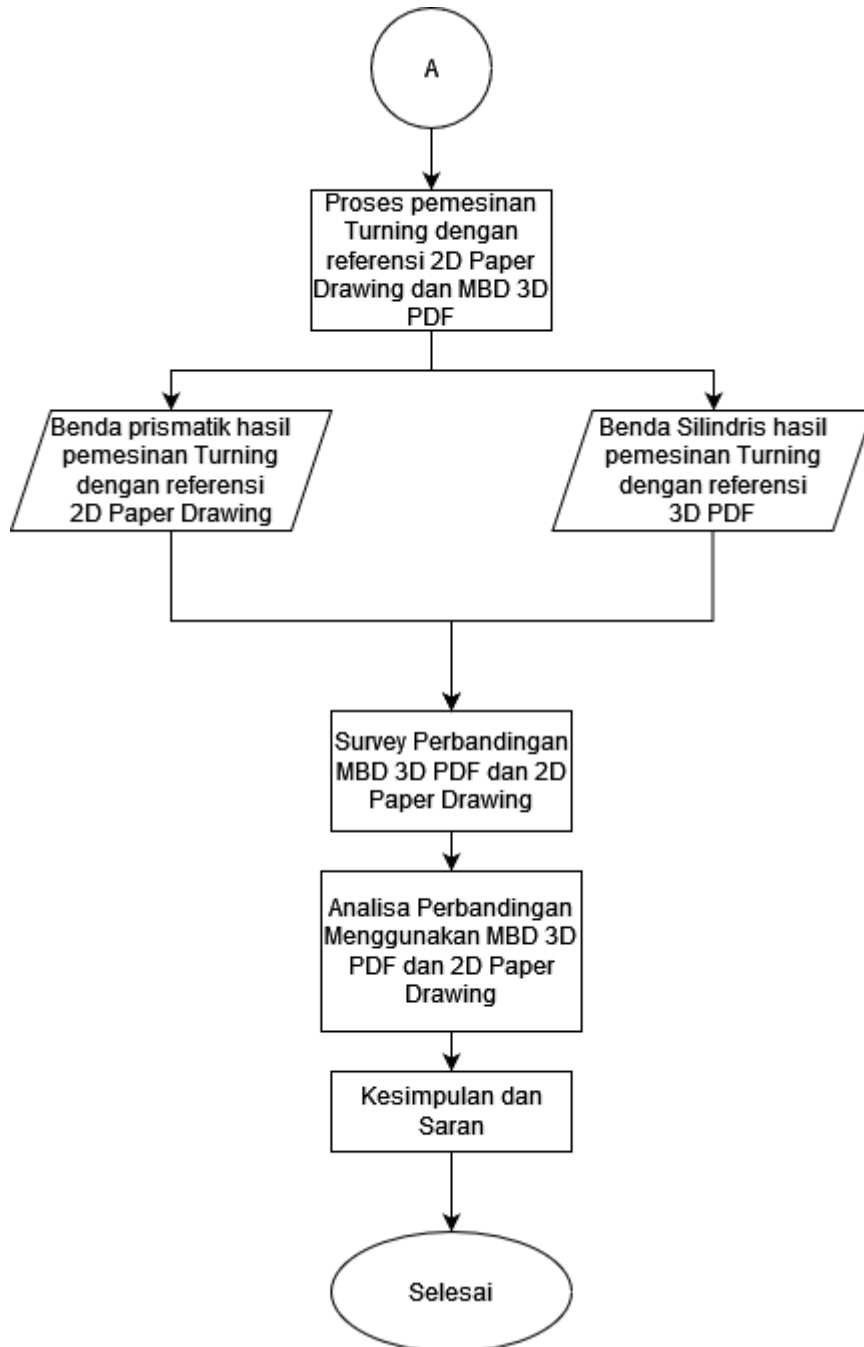 A
Proses pemesinan
Turning dengan
referensi 2D Paper
Drawing dan MBD 3D
PDF
Benda prismatik hasil
pemesinan Turning
dengan referensi
2D Paper Drawing
Benda Silindris hasil
pemesinan Turning
dengan referensi
3D PDF
Survey Perbandingan
MBD 3D PDF dan 2D
Paper Drawing
Analisa Perbandingan
Menggunakan MBD 3D
PDF dan 2D Paper
Drawing
Kesimpulan dan
Saran
Selesai